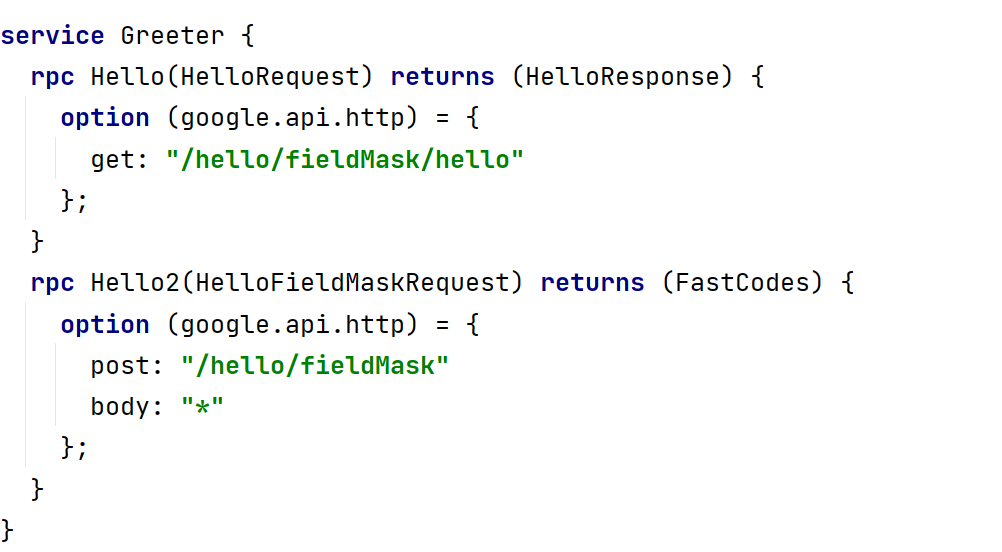 service Greeter {
  rpc Hello(HelloRequest) returns (HelloResponse) {
    option (google.api.http) = {
      get: "/hello/fieldMask/hello"
    };
  }
  rpc Hello2(HelloFieldMaskRequest) returns (FastCodes) {
    option (google.api.http) = {
      post: "/hello/fieldMask"
      body: "*"
    };
  }
}